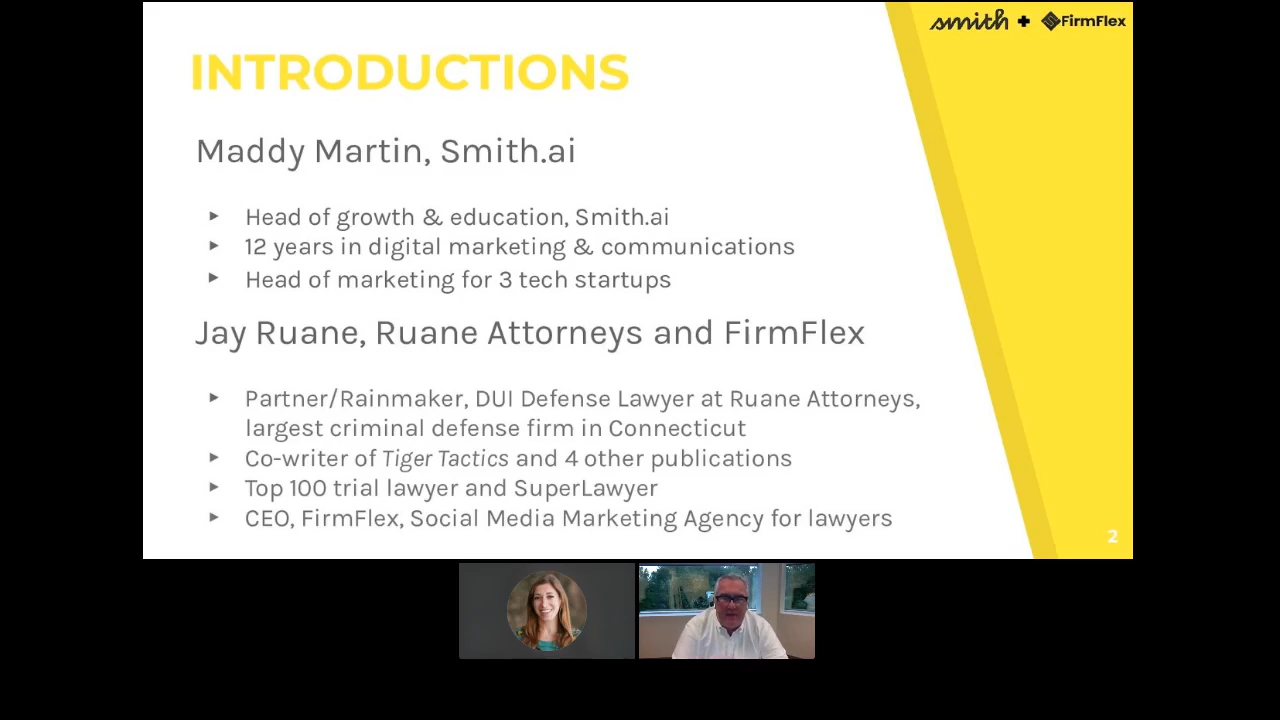 smith + FirmFlex
INTRODUCTIONS
Maddy Martin, Smith.ai
Head of growth & education, Smith.ai
12 years in digital marketing & communications
Head of marketing for 3 tech startups
Jay Ruane, Ruane Attorneys and FirmFlex
Partner/Rainmaker, DUI Defense Lawyer at Ruane Attorneys,
largest criminal defense firm in Connecticut
Co-writer of Tiger Tactics and 4 other publications
Top 100 trial lawyer and SuperLawyer
CEO, FirmFlex, Social Media Marketing Agency for lawyers
2